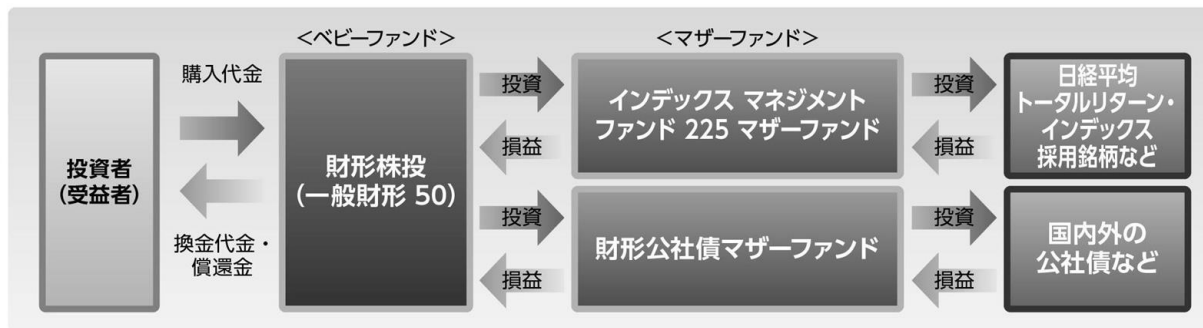 <ベビーファンド>
<マザーファンド>
投資者
(受益者)
購入代金
換金代金・
償還金
財形株投
(一般財形 50)
投資
損益
インデックス マネジメント
ファンド 225 マザーファンド
投資
損益
日経平均
トータルリターン・
インデックス
採用銘柄など
投資
損益
財形公社債マザーファンド
投資
損益
国内外の
公社債など